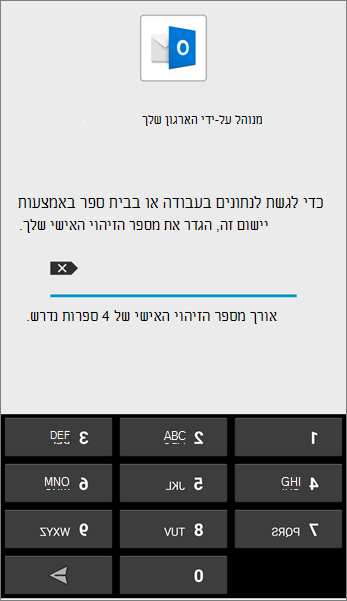 O
מנוהל על-ידי הארגון שלך
כדי לגשת לנתונים בעבודה או בבית ספר באמצעות
יישום זה, הגדר את מספר הזיהוי האישי שלך.
אורך מספר הזיהוי האישי של 4 ספרות נדרש.
1
2 ABC
3 DEF
4 GHI
5 JKL
6 MNO
7 PQRS
8 TUV
9 WXYZ
0